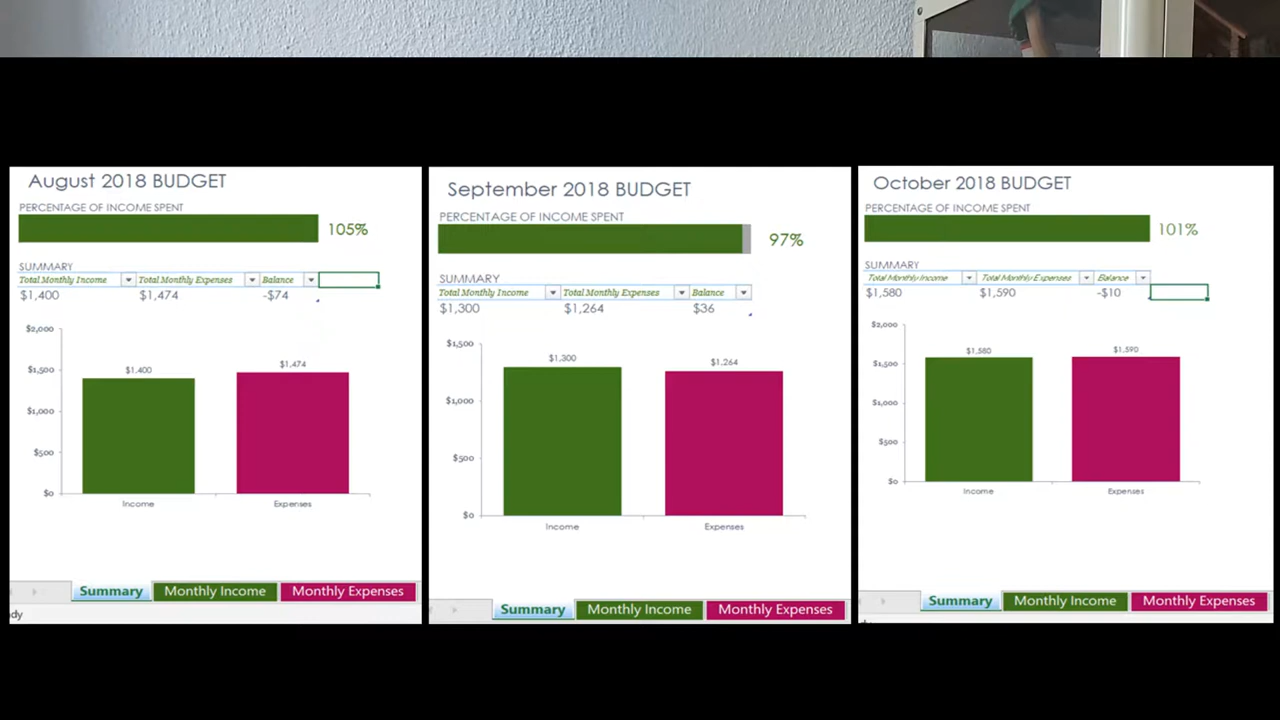 August 2018 BUDGET
PERCENTAGE OF INCOME SPENT
105%
SUMMARY
Total Monthly Income Total Monthly Expenses Balance
$1,400 $1,474 -$74
$2,000
$1,500
$1,000
$500
$0
$1,400
$1,474
Income Expenses
Summary Monthly Income Monthly Expenses
dy
September 2018 BUDGET
PERCENTAGE OF INCOME SPENT
97%
SUMMARY
Total Monthly Income Total Monthly Expenses Balance
$1,300 $1,264 $36
$1,500
$1,000
$500
$0
$1,300
$1,264
Income Expenses
Summary Monthly Income Monthly Expenses
October 2018 BUDGET
PERCENTAGE OF INCOME SPENT
101%
SUMMARY
Total Monthly Income Total Monthly Expenses Balance
$1,580 $1,590 -$10
$2,000
$1,500
$1,000
$500
$0
$1,580
$1,590
Income Expenses
Summary Monthly Income Monthly Expenses